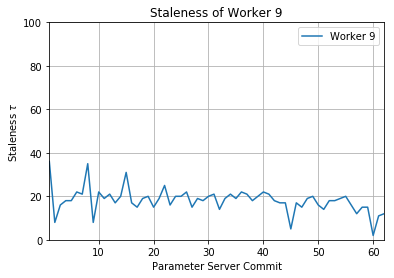 Staleness of Worker 9
Worker 9
Staleness τ
100
80
60
40
20
0
10 20 30 40 50 60
Parameter Server Commit